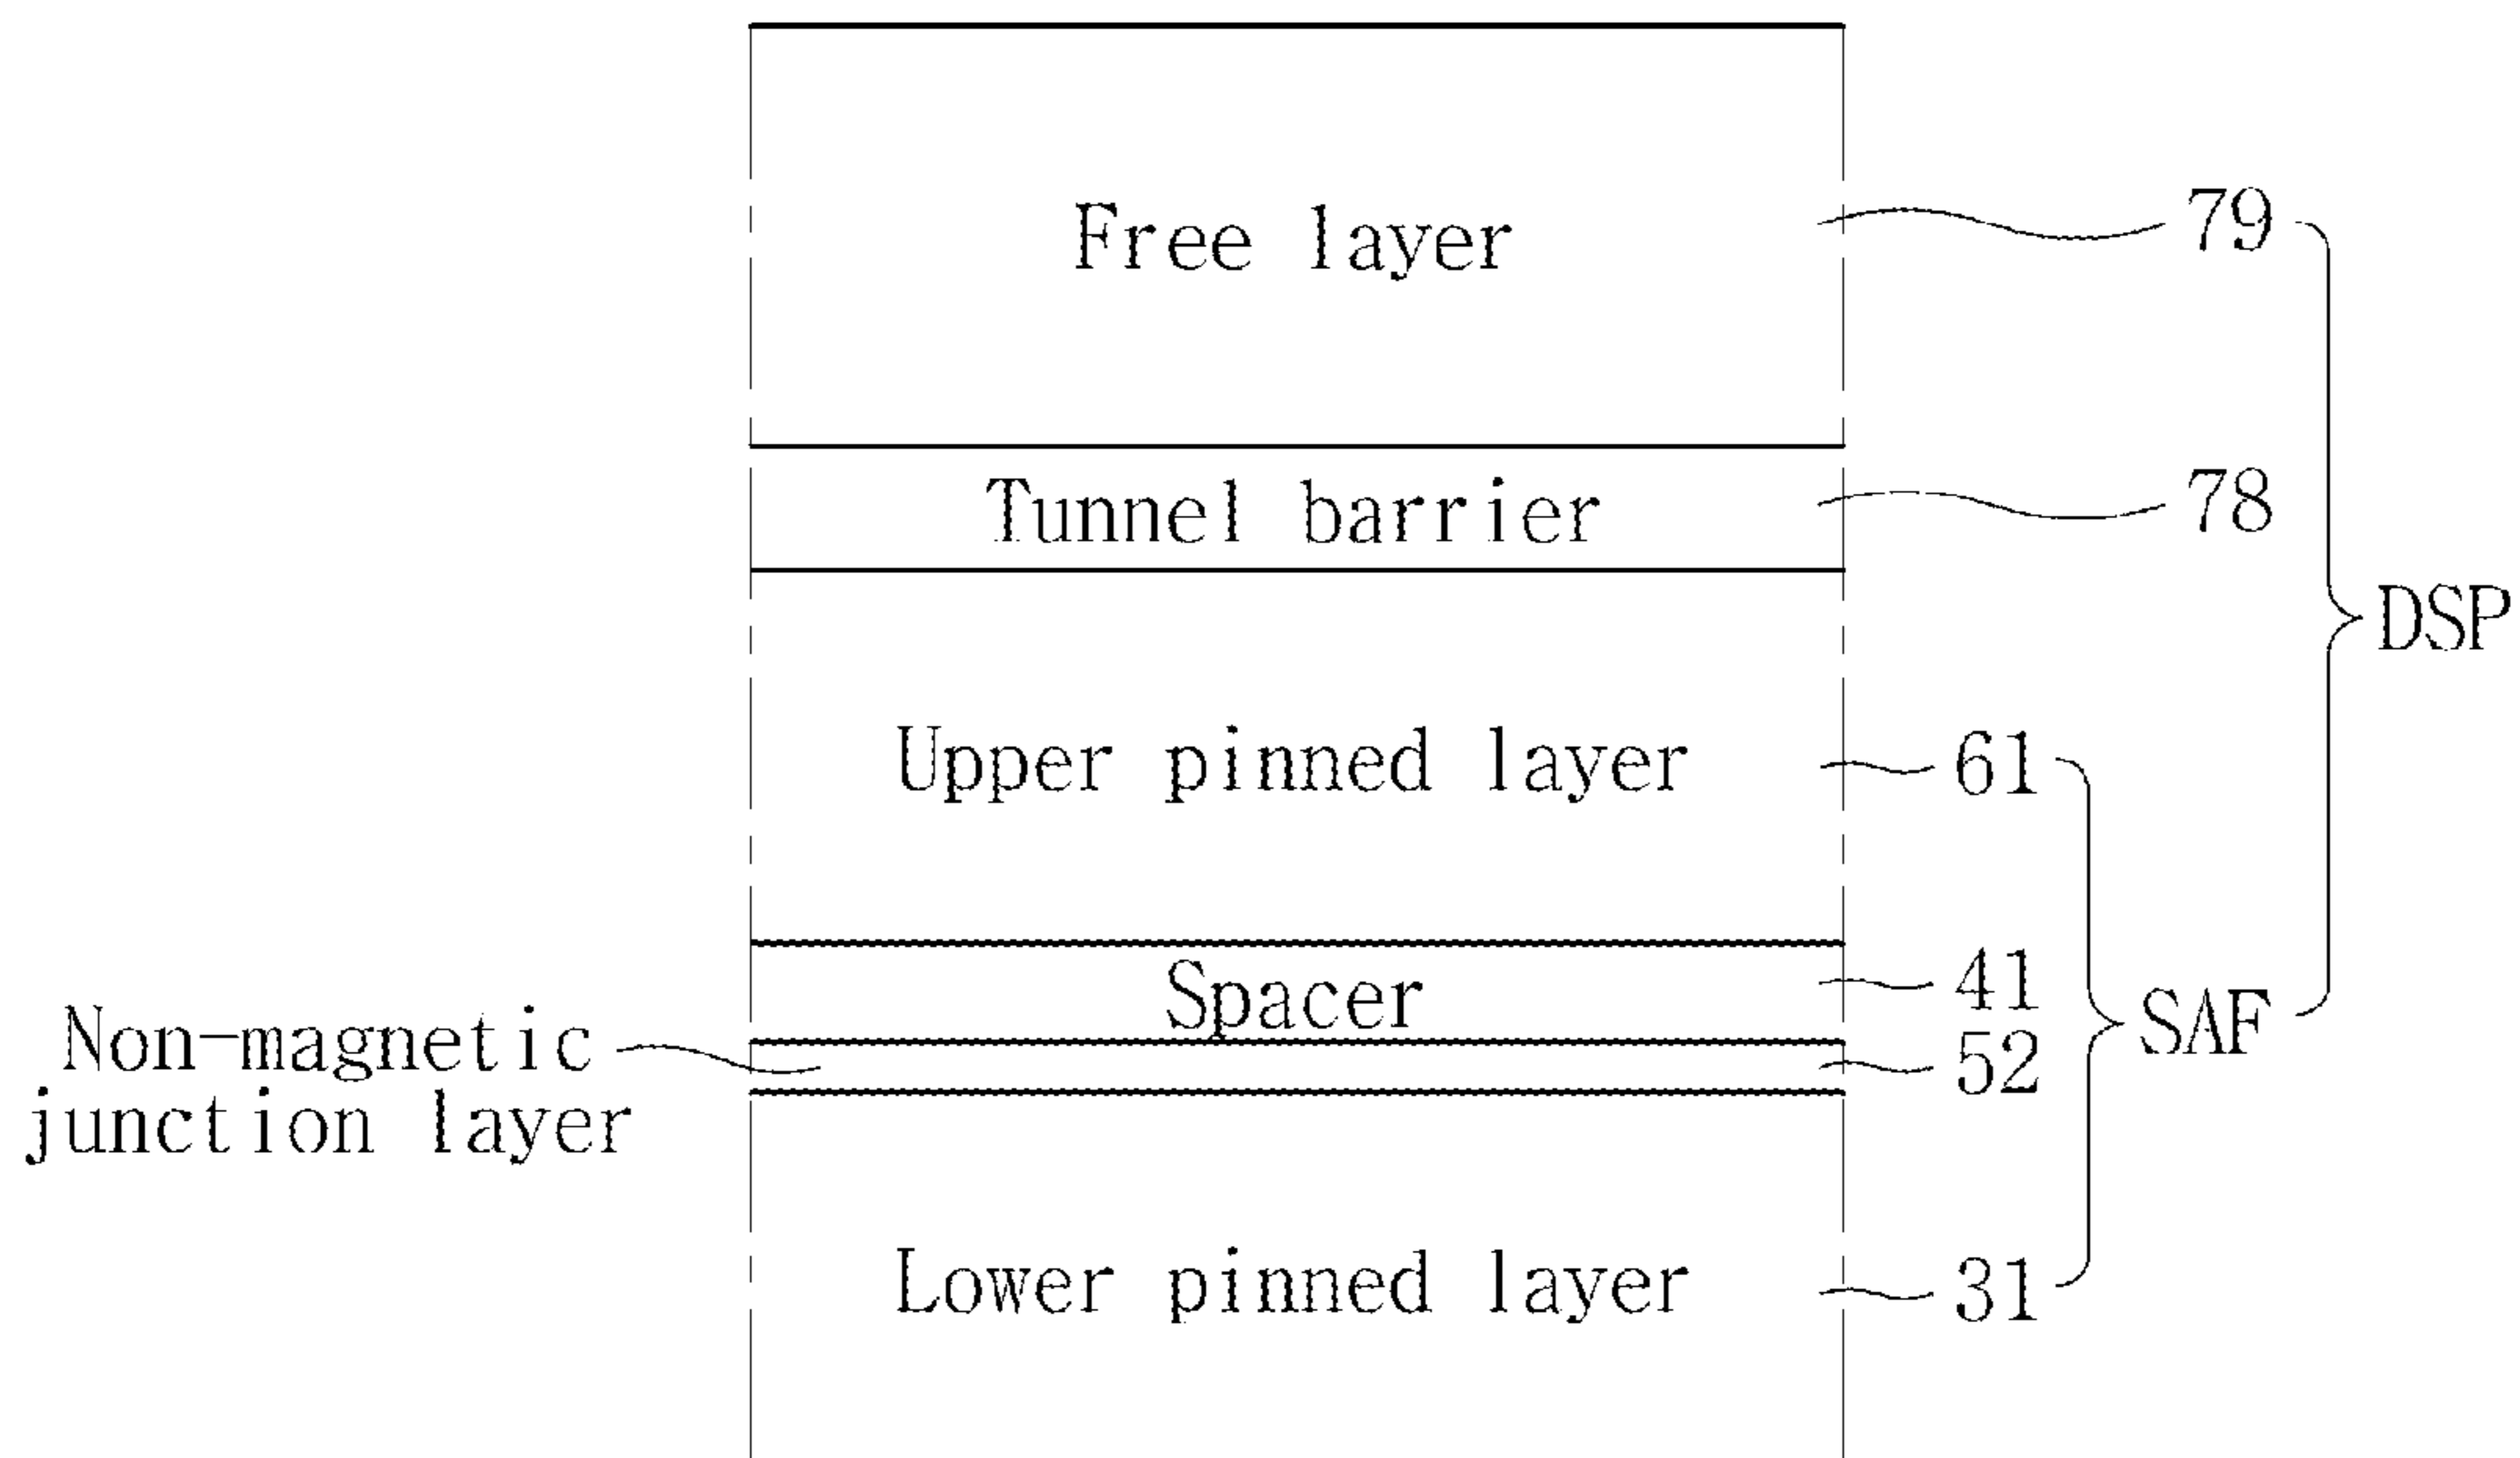 Free layer
79
Tunnel barrier
78
DSP
Upper pinned layer
61
Spacer
41
SAF
Non-magnetic
junction layer
52
Lower pinned layer
31